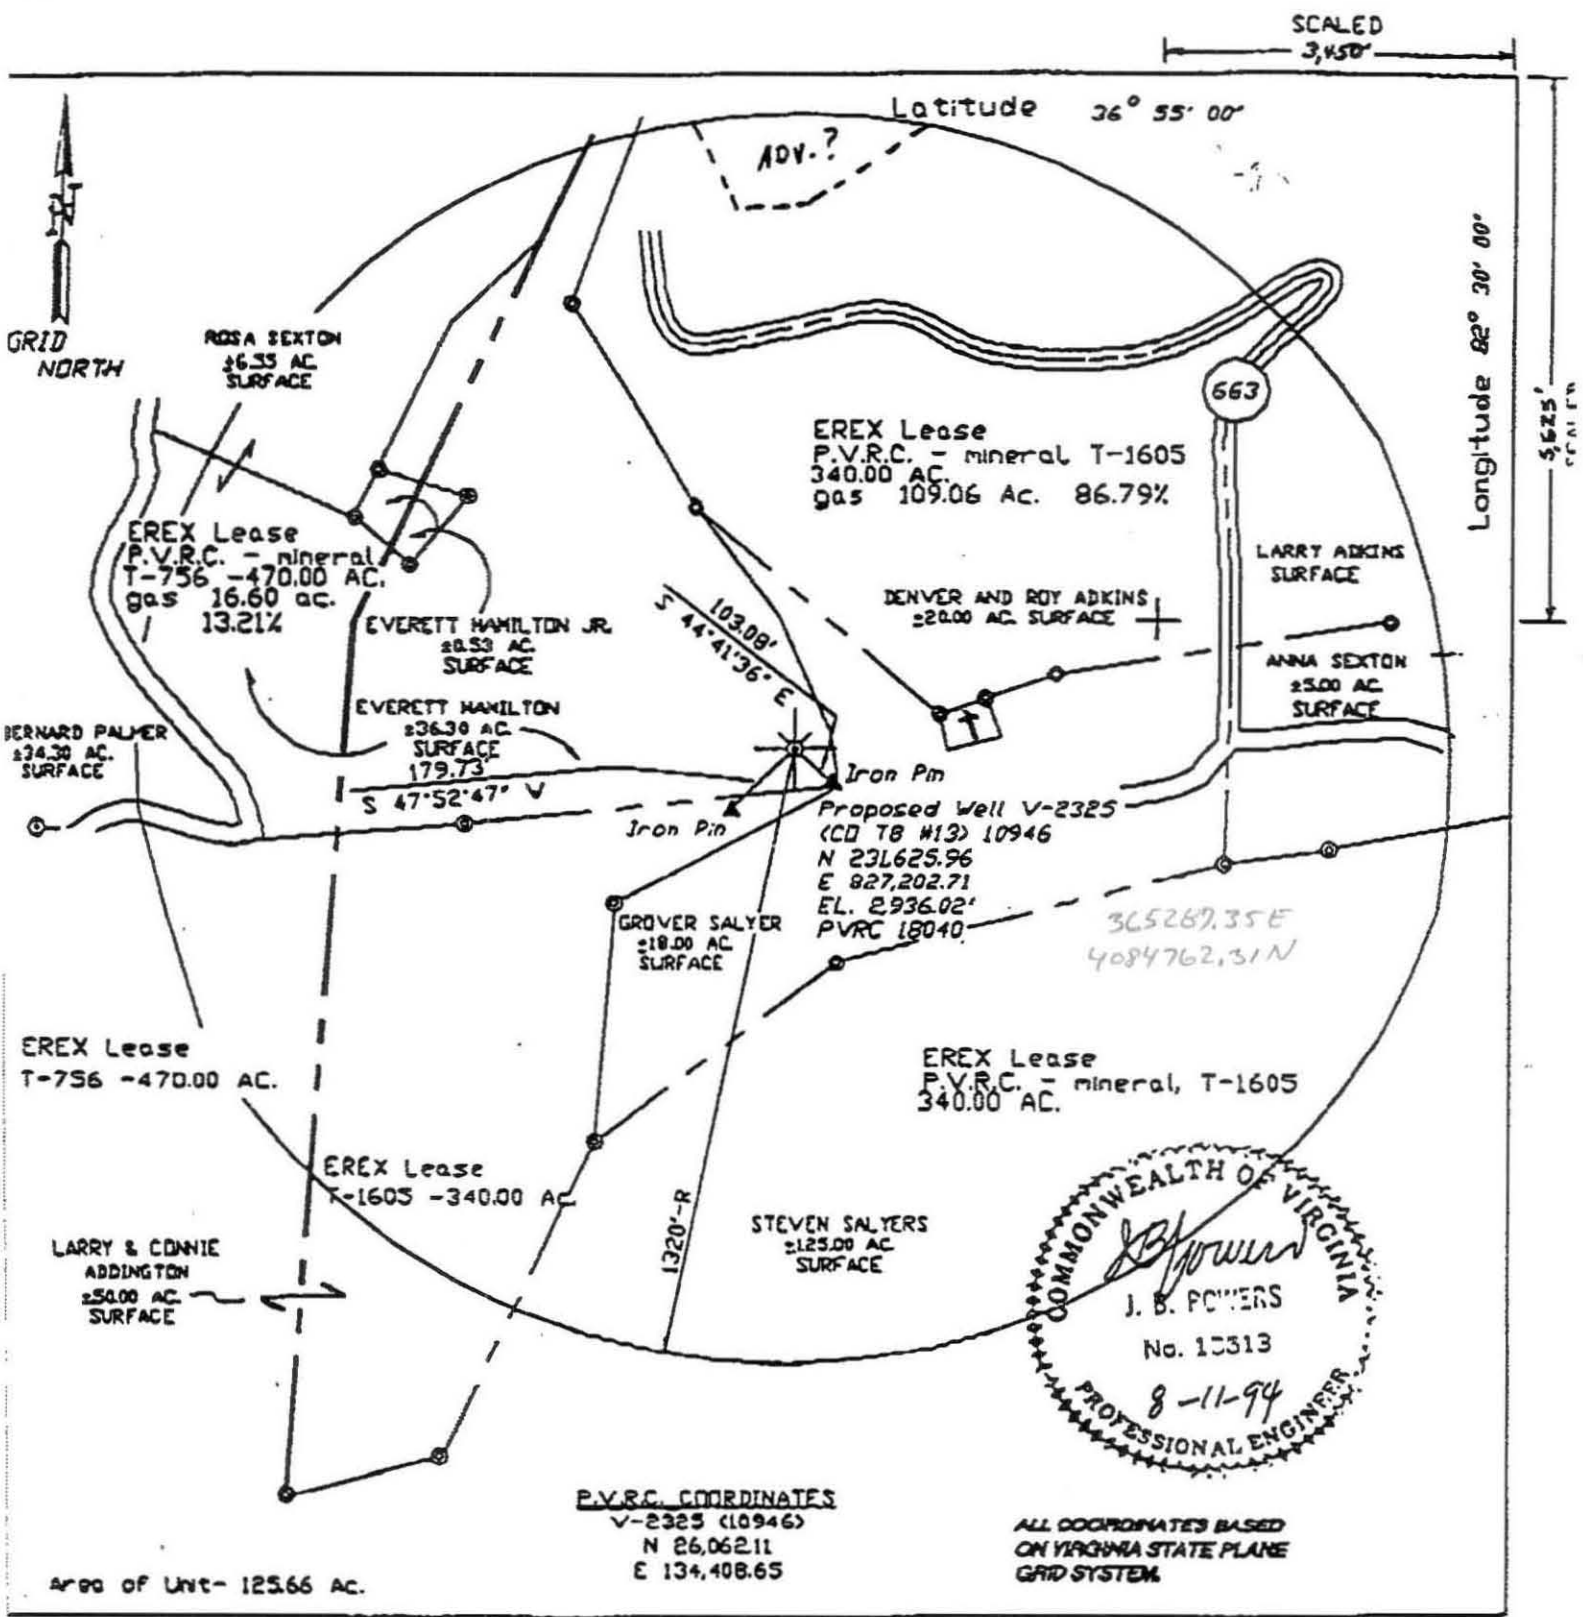 SCALED
3,450'
Latitude 36° 55' 00"
ADV.?
Longitude 82° 30' 00"
GRID
NORTH
ROSA SEXTON
±6.55 AC.
SURFACE
663
EREX Lease
P.V.R.C. - mineral T-1605
340.00 AC.
gas 109.06 Ac. 86.79%
EREX Lease
P.V.R.C. - mineral
T-756 -470.00 AC.
gas 16.60 ac.
13.21%
LARRY ADKINS
SURFACE
DENVER AND ROY ADKINS
±20.00 AC. SURFACE
EVERETT HAMILTON JR.
±0.53 AC.
SURFACE
103.08'
S 44°41'36" E
ANNA SEXTON
±5.00 AC.
SURFACE
EVERETT HAMILTON
±36.30 AC.
SURFACE
BERNARD PALMER
±34.30 AC.
SURFACE
179.73'
S 47°52'47" W
Iron Pin
Iron Pin
Proposed Well V-2325
(CO TB #13) 10946
N 231,625.96
E 827,202.71
EL. 2936.02'
PVRC 18040
GROVER SALYER
±18.00 AC.
SURFACE
365267.35E
4084762.31N
EREX Lease
T-756 -470.00 AC.
EREX Lease
P.V.R.C. - mineral, T-1605
340.00 AC.
EREX Lease
T-1605 -340.00 AC
1320'-R
STEVEN SALYERS
±125.00 AC.
SURFACE
LARRY & CONNIE
ADDINGTON
±50.00 AC.
SURFACE
COMMONWEALTH OF VIRGINIA
J. B. POWERS
8-11-94
PROFESSIONAL ENGINEER
P.V.R.C. COORDINATES
V-2325 (10946)
N 26,062.11
E 134,408.65
ALL COORDINATES BASED
ON VIRGINIA STATE PLANE
GRID SYSTEM.
Area of Unit- 125.66 Ac.